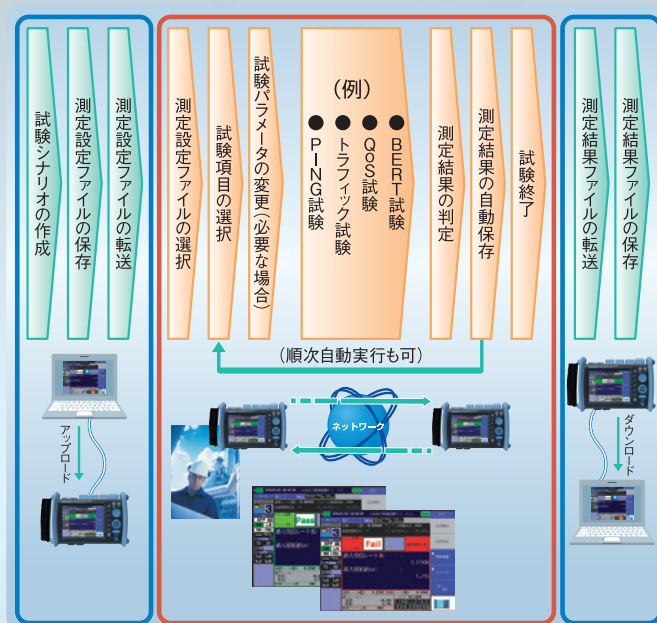 試験シナリオの作成
測定設定ファイルの保存
測定設定ファイルの転送
アップロード
測定設定ファイルの選択
試験項目の選択
試験パラメータの変更(必要な場合)
(例)
●PING試験
●トラフィック試験
●QoS試験
●BERT試験
測定結果の判定
測定結果の自動保存
試験終了
(順次自動実行も可)
ネットワーク
Pass
Fail
測定結果ファイルの転送
測定結果ファイルの保存
ダウンロード